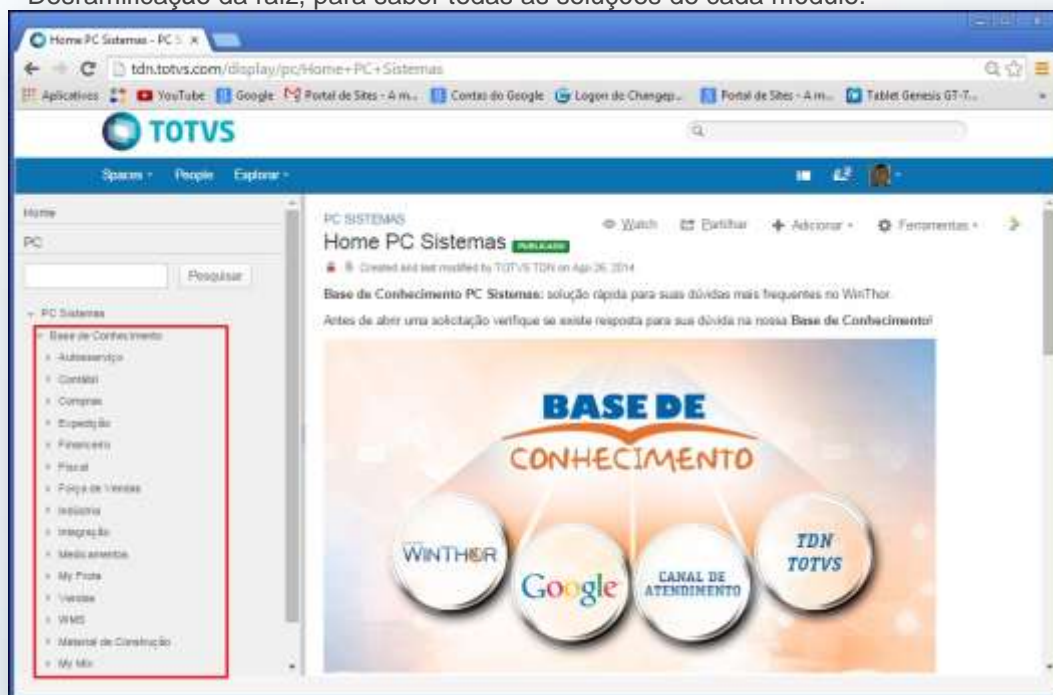 Desramificação da raiz, para saber todas as soluções de cada módulo.
Home PC Sistemas - PC S
tdn.totvs.com/display/pc/Home+PC+Sistemas
Aplicativos YouTube Google Portal de Sites - A m... Contas do Google Logon de Changep... Portal de Sites - A m... Tablet Genesis GT-7...
TOTVS
Spaces People Explorar
Home
PC
Pesquisar
PC Sistemas
Base de Conhecimento
Autosserviço
Contábil
Compras
Expedição
Financeiro
Fiscal
Força de Vendas
Indústria
Integração
Medicamentos
My Frota
Vendas
WMS
Material de Construção
My Mix
PC SISTEMAS
Watch Partilhar Adicionar Ferramentas
Home PC Sistemas PUBLICADO
Created and last modified by TOTVS TDN on Ago 26, 2014
Base de Conhecimento PC Sistemas: solução rápida para suas dúvidas mais frequentes no WinThor.
Antes de abrir uma solicitação verifique se existe resposta para sua dúvida na nossa Base de Conhecimento!
BASE DE
CONHECIMENTO
WINTHOR
Google
CANAL DE
ATENDIMENTO
TDN
TOTVS